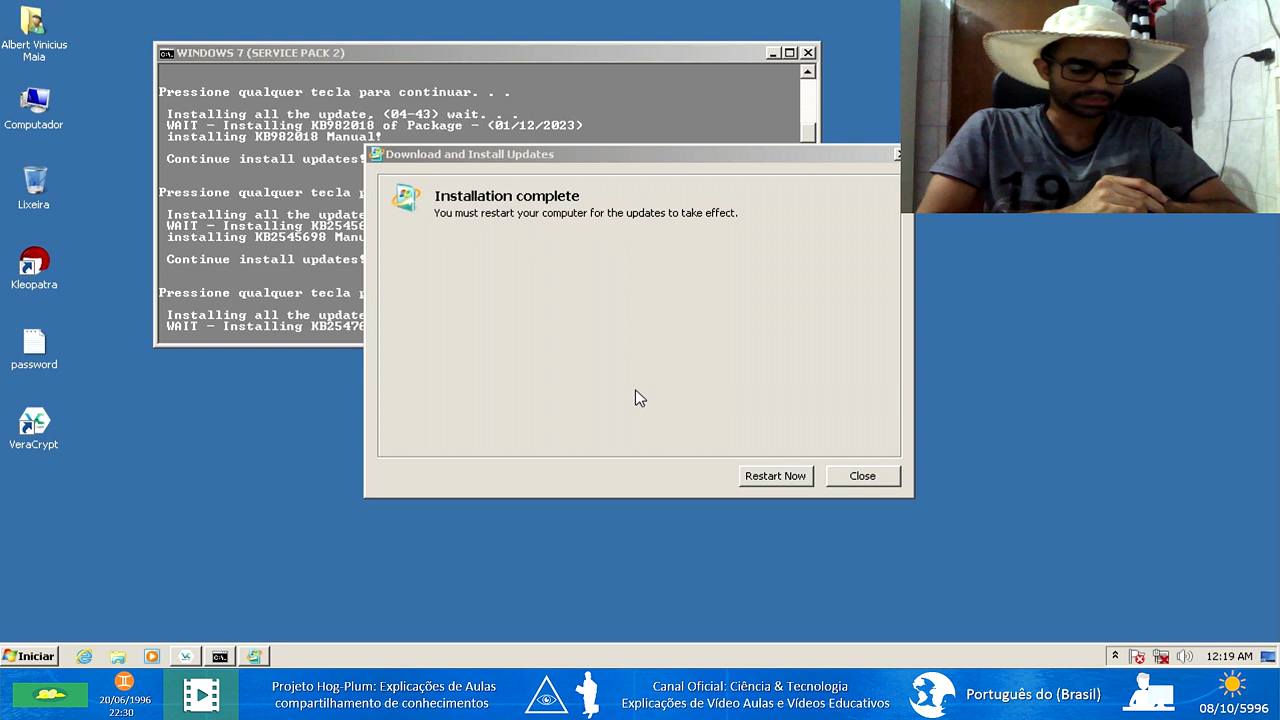 Albert Vinicius
Maia
Computador
Lixeira
Kleopatra
password
VeraCrypt
WINDOWS 7 (SERVICE PACK 2)
Pressione qualquer tecla para continuar. . .
Installing all the update, (04-43) wait. . .
WAIT - Installing KB982018 of Package - (01/12/2023)
installing KB982018 Manual!
Continue install updates!
Pressione qualquer tecla p
Installing all the update
WAIT - Installing KB25456
installing KB2545698 Manu
Continue install updates!
Pressione qualquer tecla p
Installing all the update
WAIT - Installing KB25476
Download and Install Updates
Installation complete
You must restart your computer for the updates to take effect.
Restart Now
Close
Iniciar
12:19 AM
20/06/1996
22:30
Projeto Hog-Plum: Explicações de Aulas
compartilhamento de conhecimentos
Canal Oficial: Ciência & Tecnologia
Explicações de Vídeo Aulas e Vídeos Educativos
Português do (Brasil)
08/10/5996